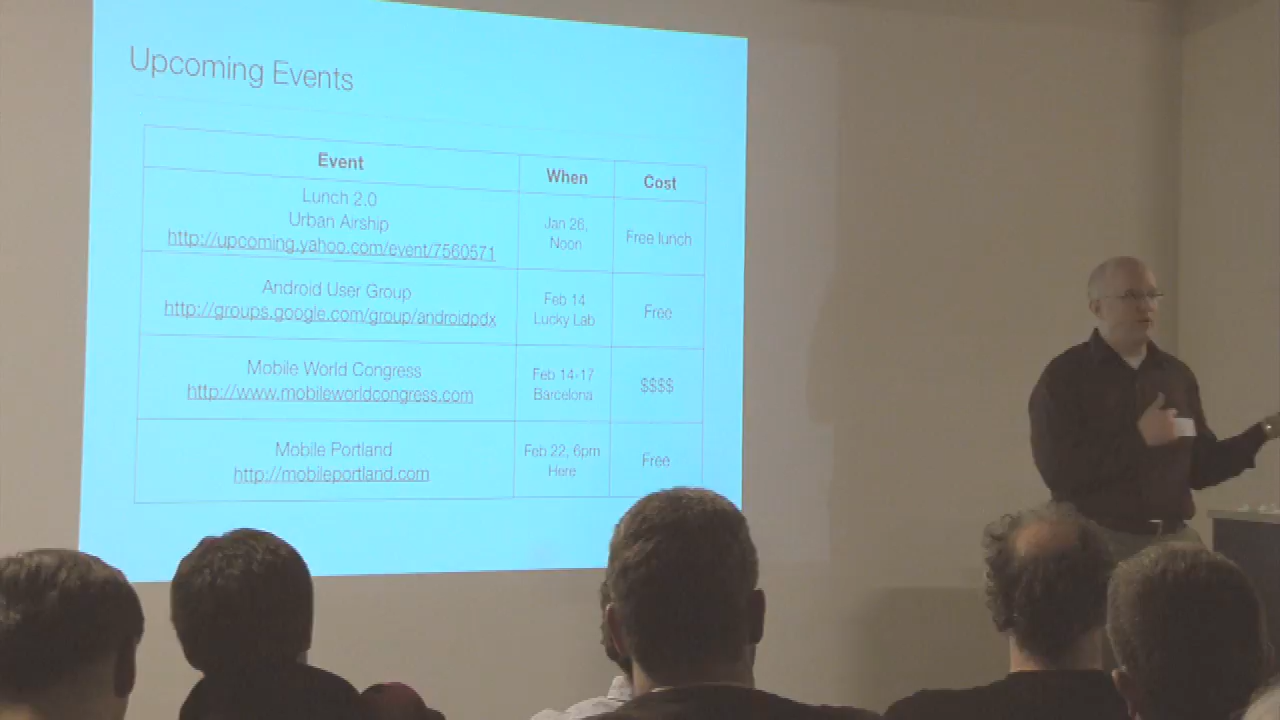 Upcoming Events
Event When Cost
Lunch 2.0
Urban Airship
http://upcoming.yahoo.com/event/7560571
Jan 26,
Noon
Free lunch
Android User Group
http://groups.google.com/group/androidpdx
Feb 14
Lucky Lab
Free
Mobile World Congress
http://www.mobileworldcongress.com
Feb 14-17
Barcelona
$$$$
Mobile Portland
http://mobileportland.com
Feb 22, 6pm
Here
Free